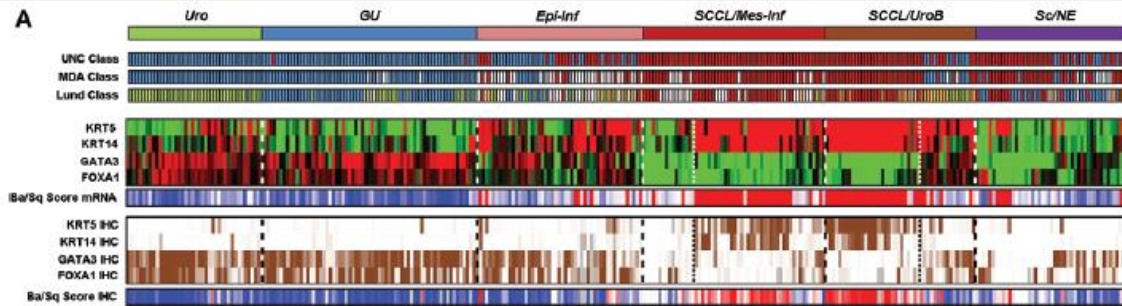 A
Uro GU Epi-Inf SCCL/Mes-Inf SCCL/UroB Sc/NE
UNC Class
MDA Class
Lund Class
KRT5
KRT14
GATA3
FOXA1
IBa/Sq Score mRNA
KRT5 IHC
KRT14 IHC
GATA3 IHC
FOXA1 IHC
Ba/Sq Score IHC